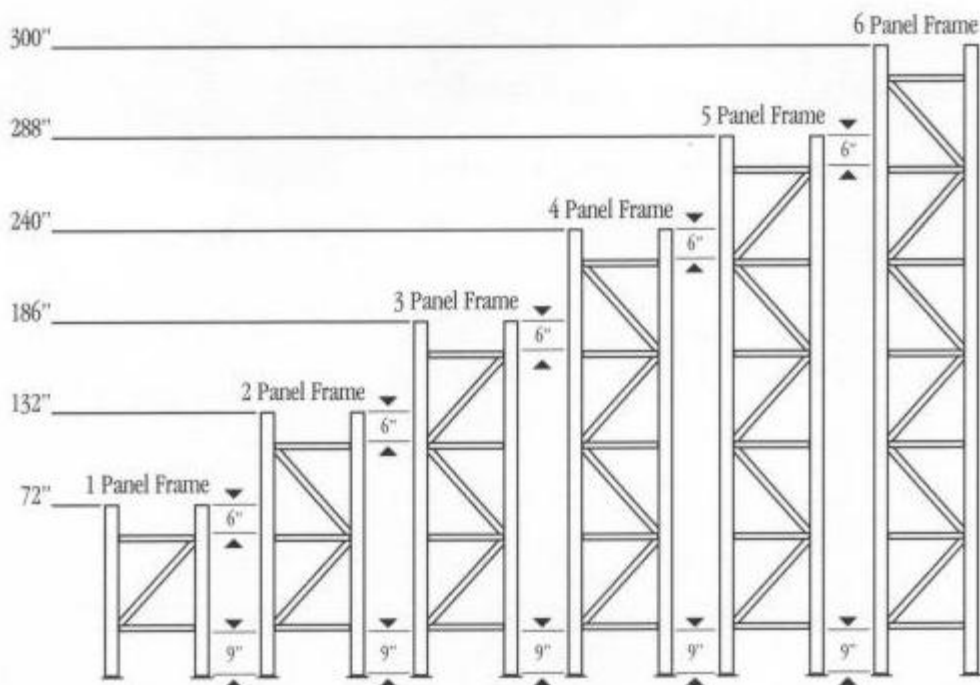 6 Panel Frame
300"
5 Panel Frame
288"
6"
4 Panel Frame
240"
6"
3 Panel Frame
186"
6"
2 Panel Frame
132"
6"
1 Panel Frame
72"
6"
9"
9"
9"
9"
9"